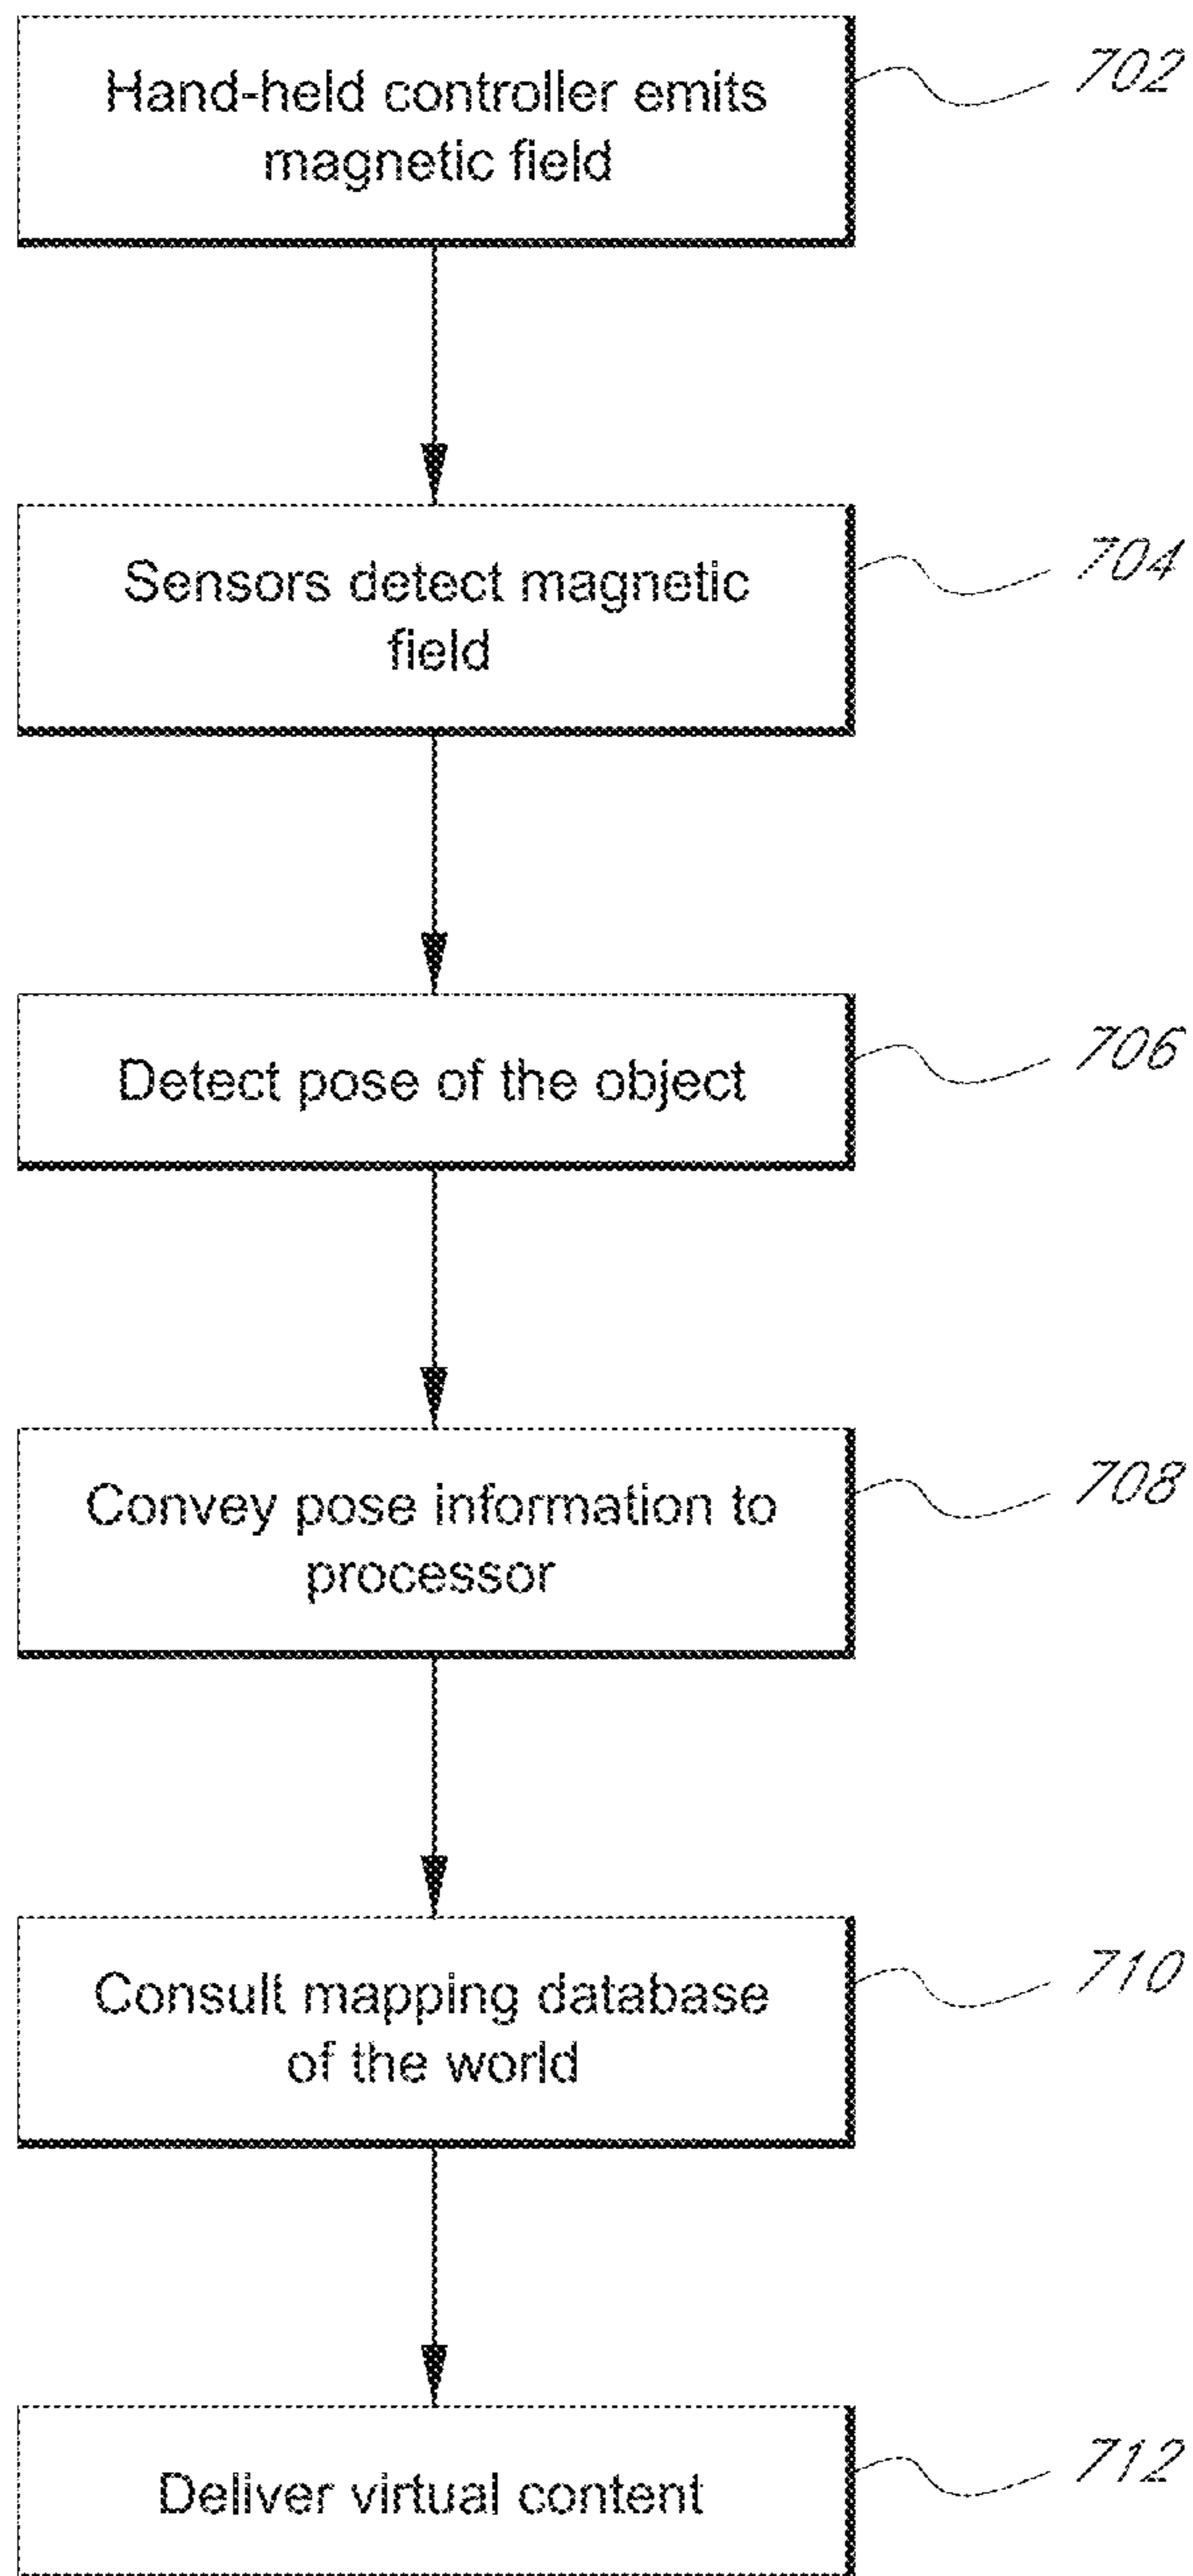 Hand-held controller emits
magnetic field
702
Sensors detect magnetic
field
704
Detect pose of the object
706
Convey pose information to
processor
708
Consult mapping database
of the world
710
Deliver virtual content
712